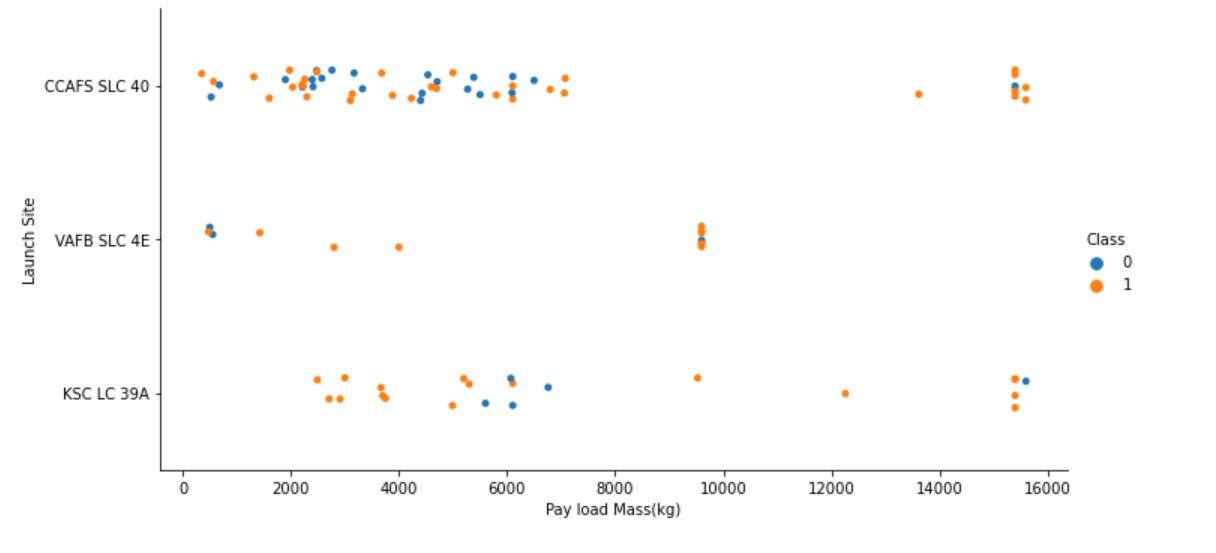 CCAFS SLC 40
VAFB SLC 4E
KSC LC 39A
Launch Site
0 2000 4000 6000 8000 10000 12000 14000 16000
Pay load Mass(kg)
Class
0
1